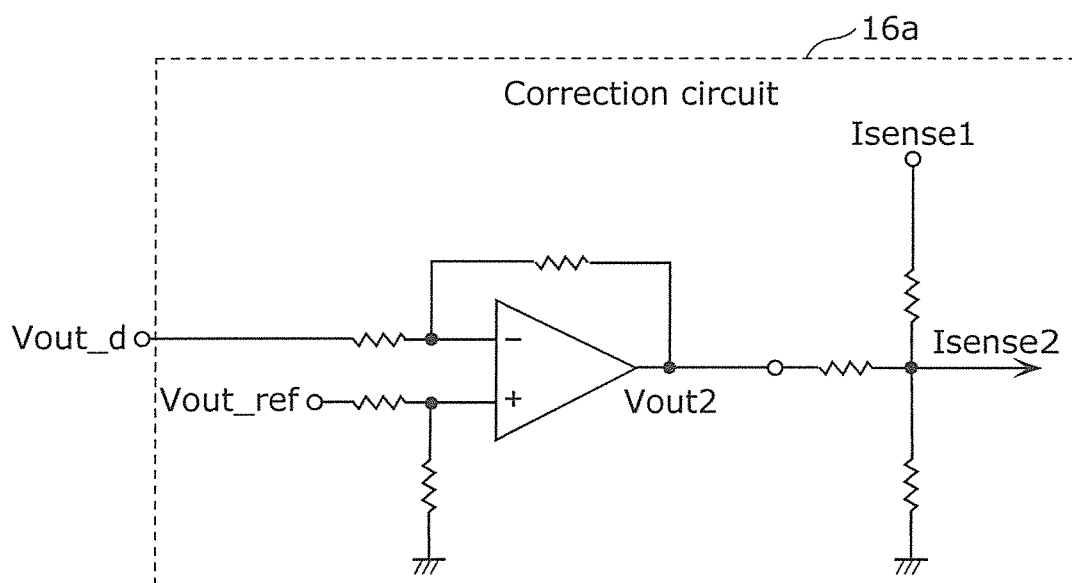 16a
Correction circuit
Isense1
Vout_d
Isense2
Vout_ref
Vout2
−
+